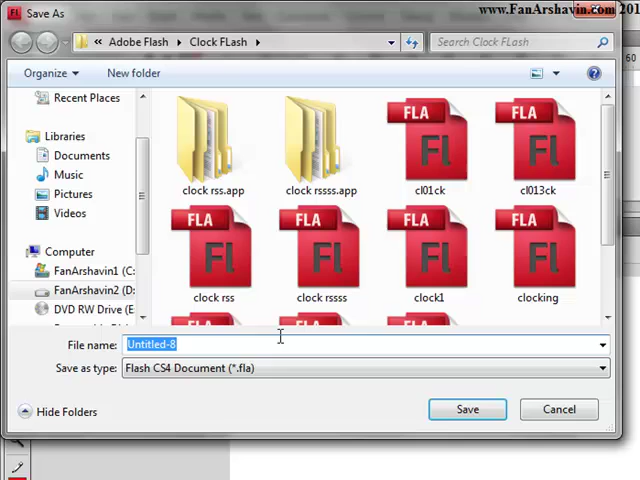 Save As
www.FanArshavin.com 201
Adobe Flash
Clock FLash
Search Clock FLash
60
Organize
New folder
Recent Places
Libraries
Documents
Music
Pictures
Videos
Computer
FanArshavin1 (C:
FanArshavin2 (D:
DVD RW Drive (E
clock rss.app
clock rssss.app
FLA
Fl
cl01ck
FLA
Fl
cl013ck
FLA
Fl
clock rss
FLA
Fl
clock rssss
FLA
Fl
clock1
FLA
Fl
clocking
File name:
Untitled-8
Save as type:
Flash CS4 Document (*.fla)
Hide Folders
Save
Cancel